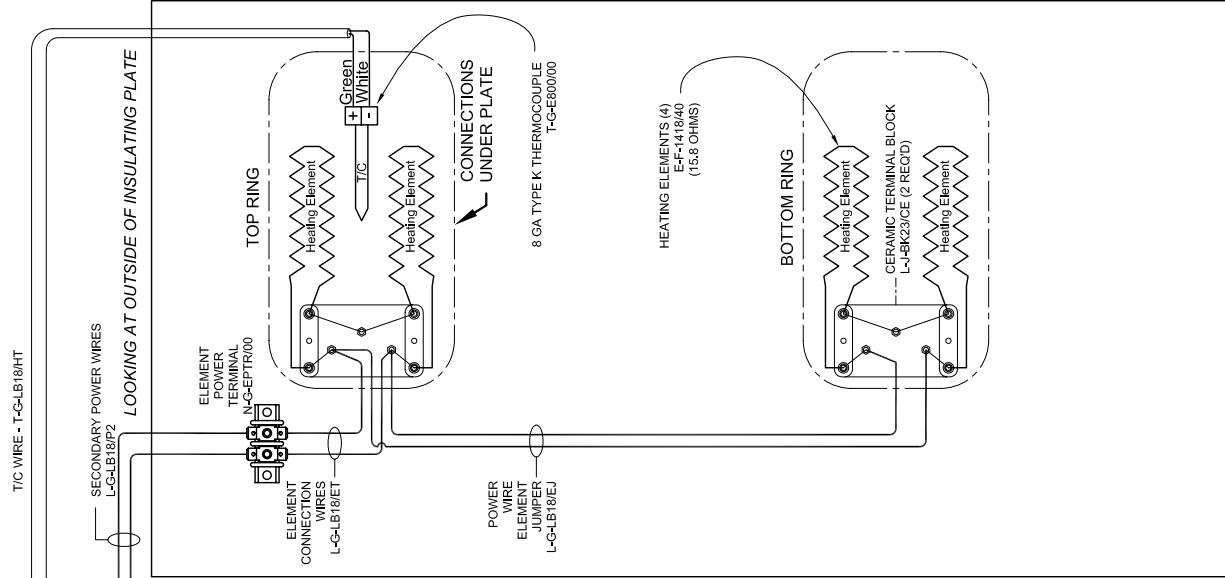 T/C WIRE - T-G-LB18/HT
SECONDARY POWER WIRES
L-G-LB18/P2
LOOKING AT OUTSIDE OF INSULATING PLATE
ELEMENT
POWER
TERMINAL
N-G-EPTR/00
ELEMENT
CONNECTION
WIRES
L-G-LB18/ET
TOP RING
Heating Element
Green
White
+
-
T/C
Heating Element
CONNECTIONS
UNDER PLATE
8 GA TYPE K THERMOCOUPLE
T-G-E800/00
POWER
WIRE
ELEMENT
JUMPER
L-G-LB18/EJ
HEATING ELEMENTS (4)
E-F-1418/40
(15.8 OHMS)
BOTTOM RING
Heating Element
CERAMIC TERMINAL BLOCK
L-J-BK23/CE (2 REQ'D)
Heating Element